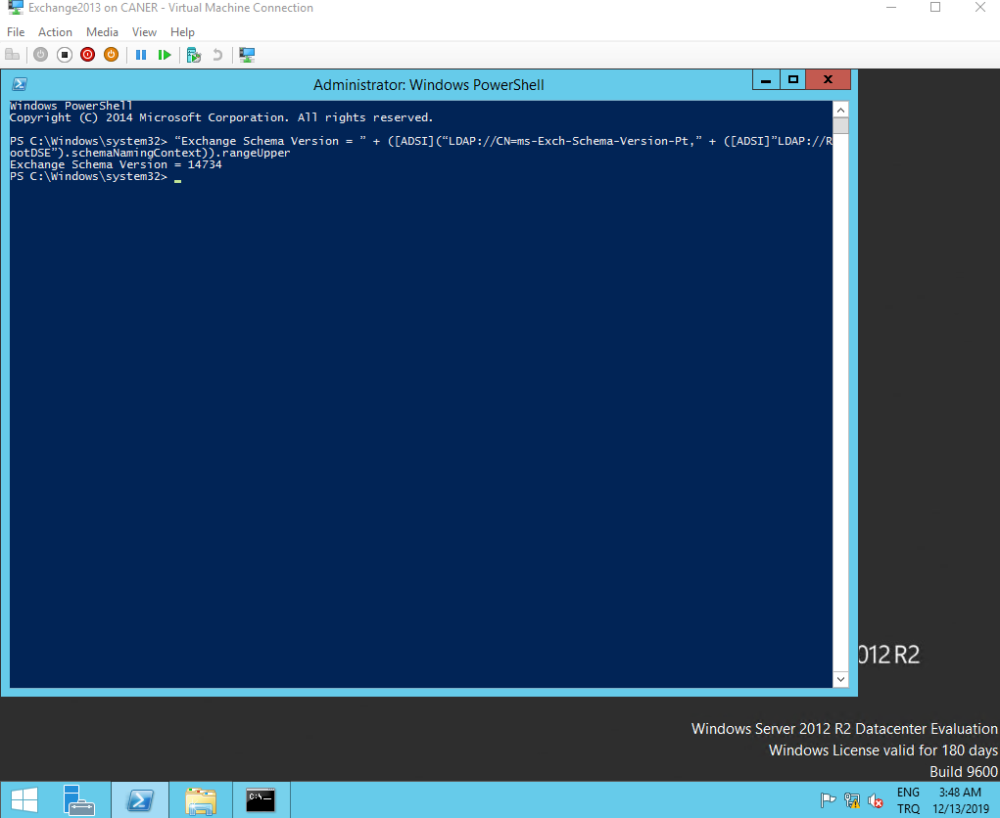 Exchange2013 on CANER - Virtual Machine Connection
File Action Media View Help
Administrator: Windows PowerShell
Windows PowerShell
Copyright (C) 2014 Microsoft Corporation. All rights reserved.
PS C:\Windows\system32> “Exchange Schema Version = ” + ([ADSI](“LDAP://CN=ms-Exch-Schema-Version-Pt,” + ([ADSI]”LDAP://R
ootDSE”).schemaNamingContext)).rangeUpper
Exchange Schema Version = 14734
PS C:\Windows\system32>
012 R2
Windows Server 2012 R2 Datacenter Evaluation
Windows License valid for 180 days
Build 9600
C:\_
ENG 3:48 AM
TRQ 12/13/2019